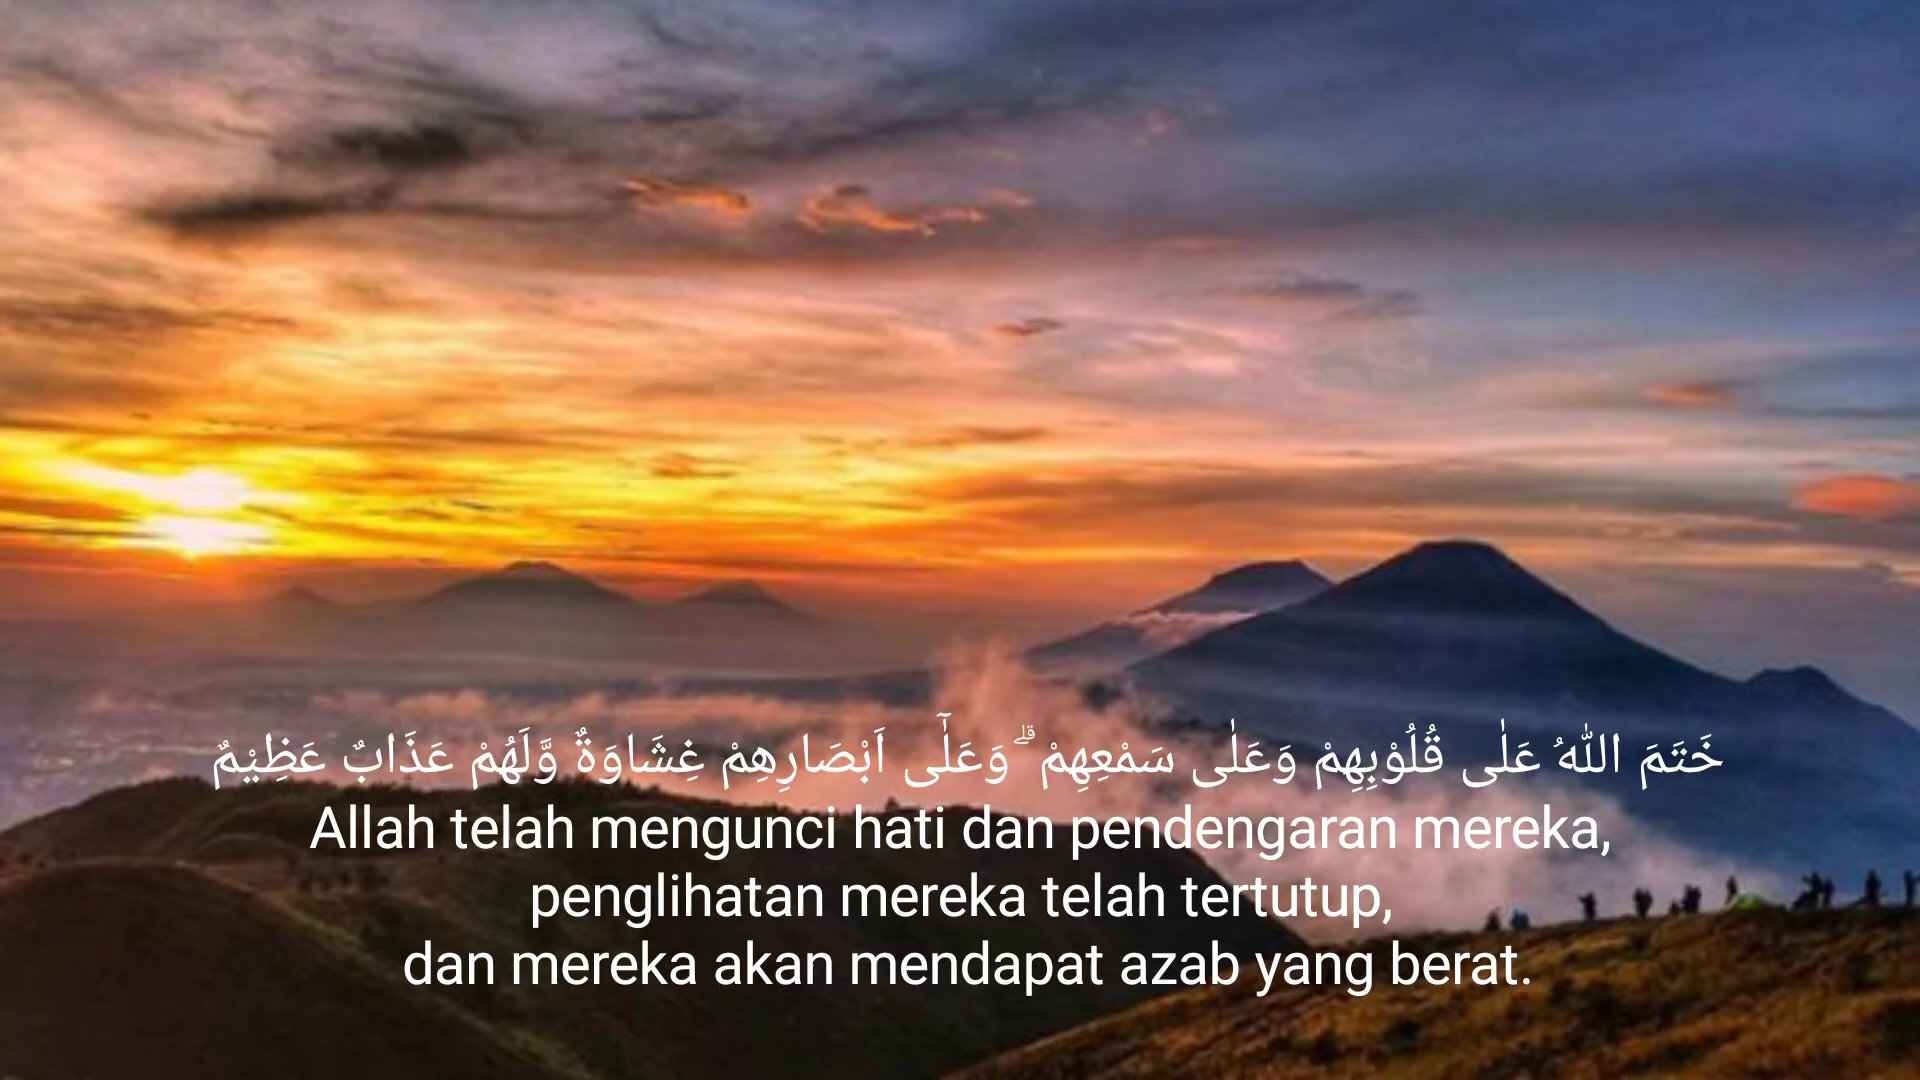 خَتَمَ اللّٰهُ عَلٰى قُلُوْبِهِمْ وَعَلٰى سَمْعِهِمْ ۗ وَعَلٰٓى اَبْصَارِهِمْ غِشَاوَةٌ وَّلَهُمْ عَذَابٌ عَظِيْمٌ
Allah telah mengunci hati dan pendengaran mereka,
penglihatan mereka telah tertutup,
dan mereka akan mendapat azab yang berat.